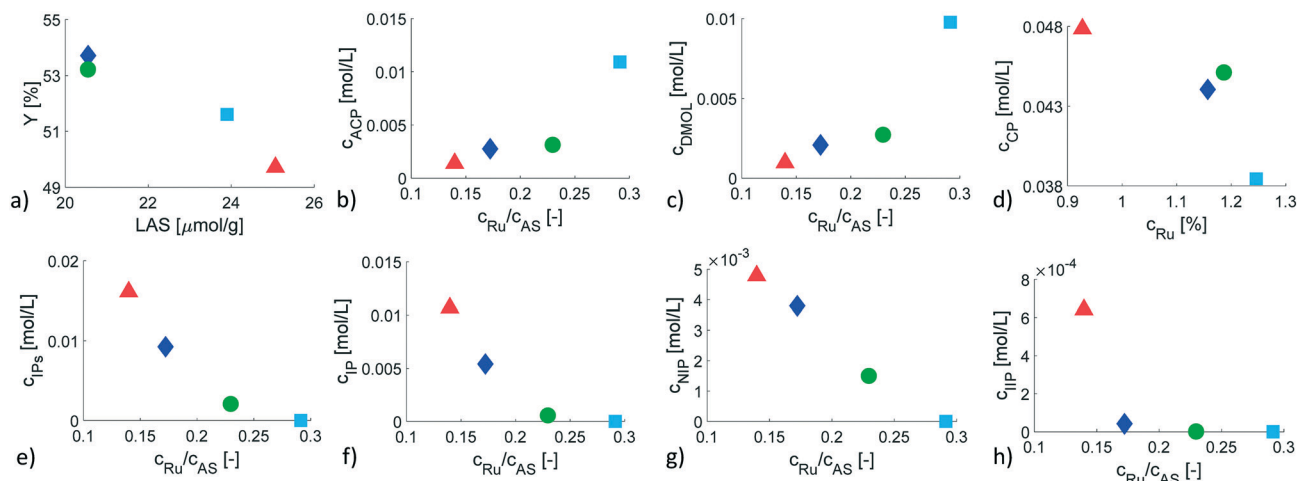 55
53
51
49
Y [%]
20 22 24 26
LAS [μmol/g]
a)
0.015
0.01
0.005
0
c_ACP [mol/L]
0.1 0.15 0.2 0.25 0.3
c_Ru/c_AS [-]
b)
0.01
0.005
0
c_DMOL [mol/L]
0.1 0.15 0.2 0.25 0.3
c_Ru/c_AS [-]
c)
0.048
0.043
0.038
c_CP [mol/L]
0.9 1 1.1 1.2 1.3
c_Ru [%]
d)
0.02
0.01
0
c_IPs [mol/L]
0.1 0.15 0.2 0.25 0.3
c_Ru/c_AS [-]
e)
0.015
0.01
0.005
0
c_IP [mol/L]
0.1 0.15 0.2 0.25 0.3
c_Ru/c_AS [-]
f)
×10⁻³
5
4
3
2
1
0
c_NIP [mol/L]
0.1 0.15 0.2 0.25 0.3
c_Ru/c_AS [-]
g)
×10⁻⁴
8
6
4
2
0
c_IIP [mol/L]
0.1 0.15 0.2 0.25 0.3
c_Ru/c_AS [-]
h)